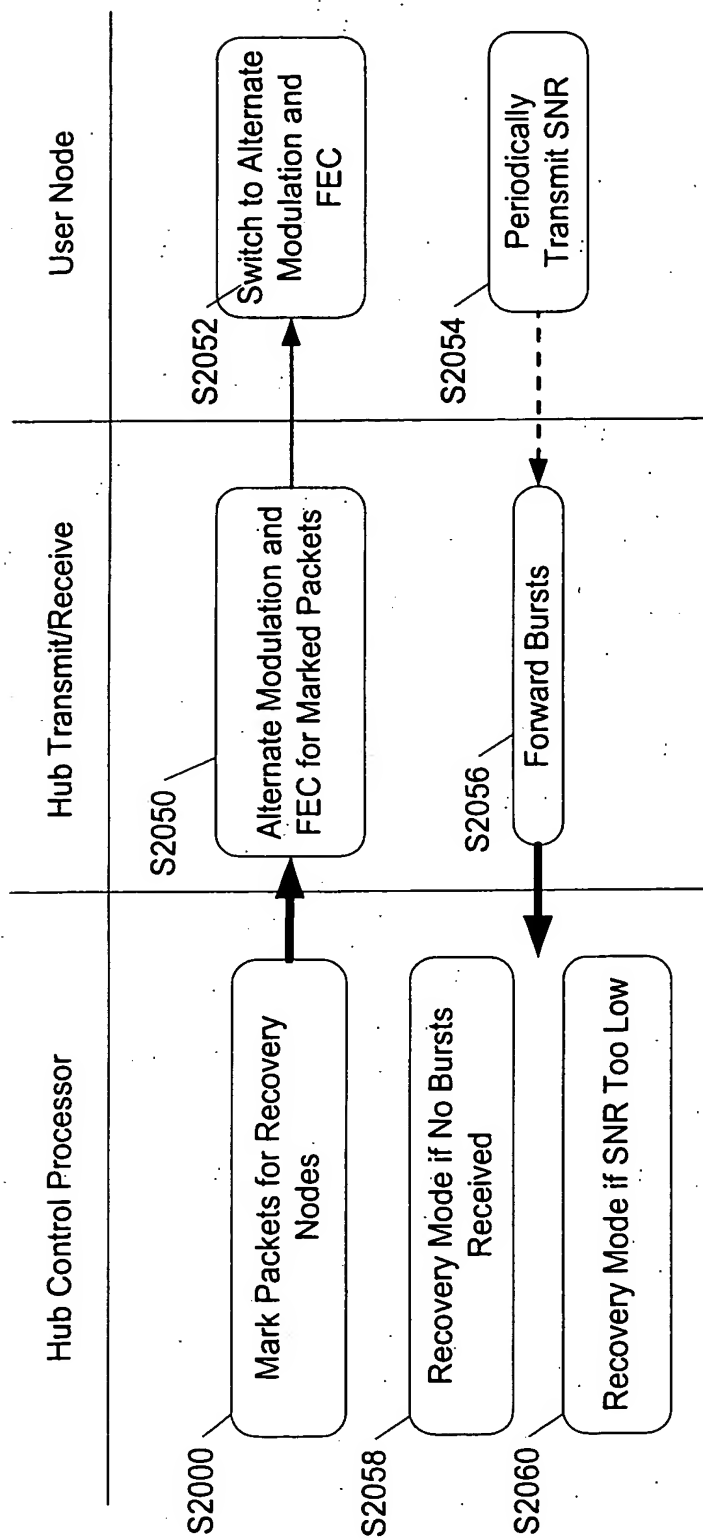 Hub Control Processor
Hub Transmit/Receive
User Node
S2000
Mark Packets for Recovery
Nodes
S2050
Alternate Modulation and
FEC for Marked Packets
S2052
Switch to Alternate
Modulation and
FEC
S2058
Recovery Mode if No Bursts
Received
S2056
Forward Bursts
S2054
Periodically
Transmit SNR
S2060
Recovery Mode if SNR Too Low